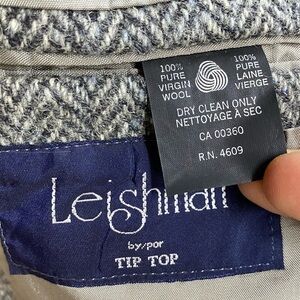 100%
PURE
VIRGIN
WOOL
100%
PURE
LAINE
VIERGE
DRY CLEAN ONLY
NETTOYAGE À SEC
CA 00360
R.N. 4609
Leishman
by/por
TIP TOP